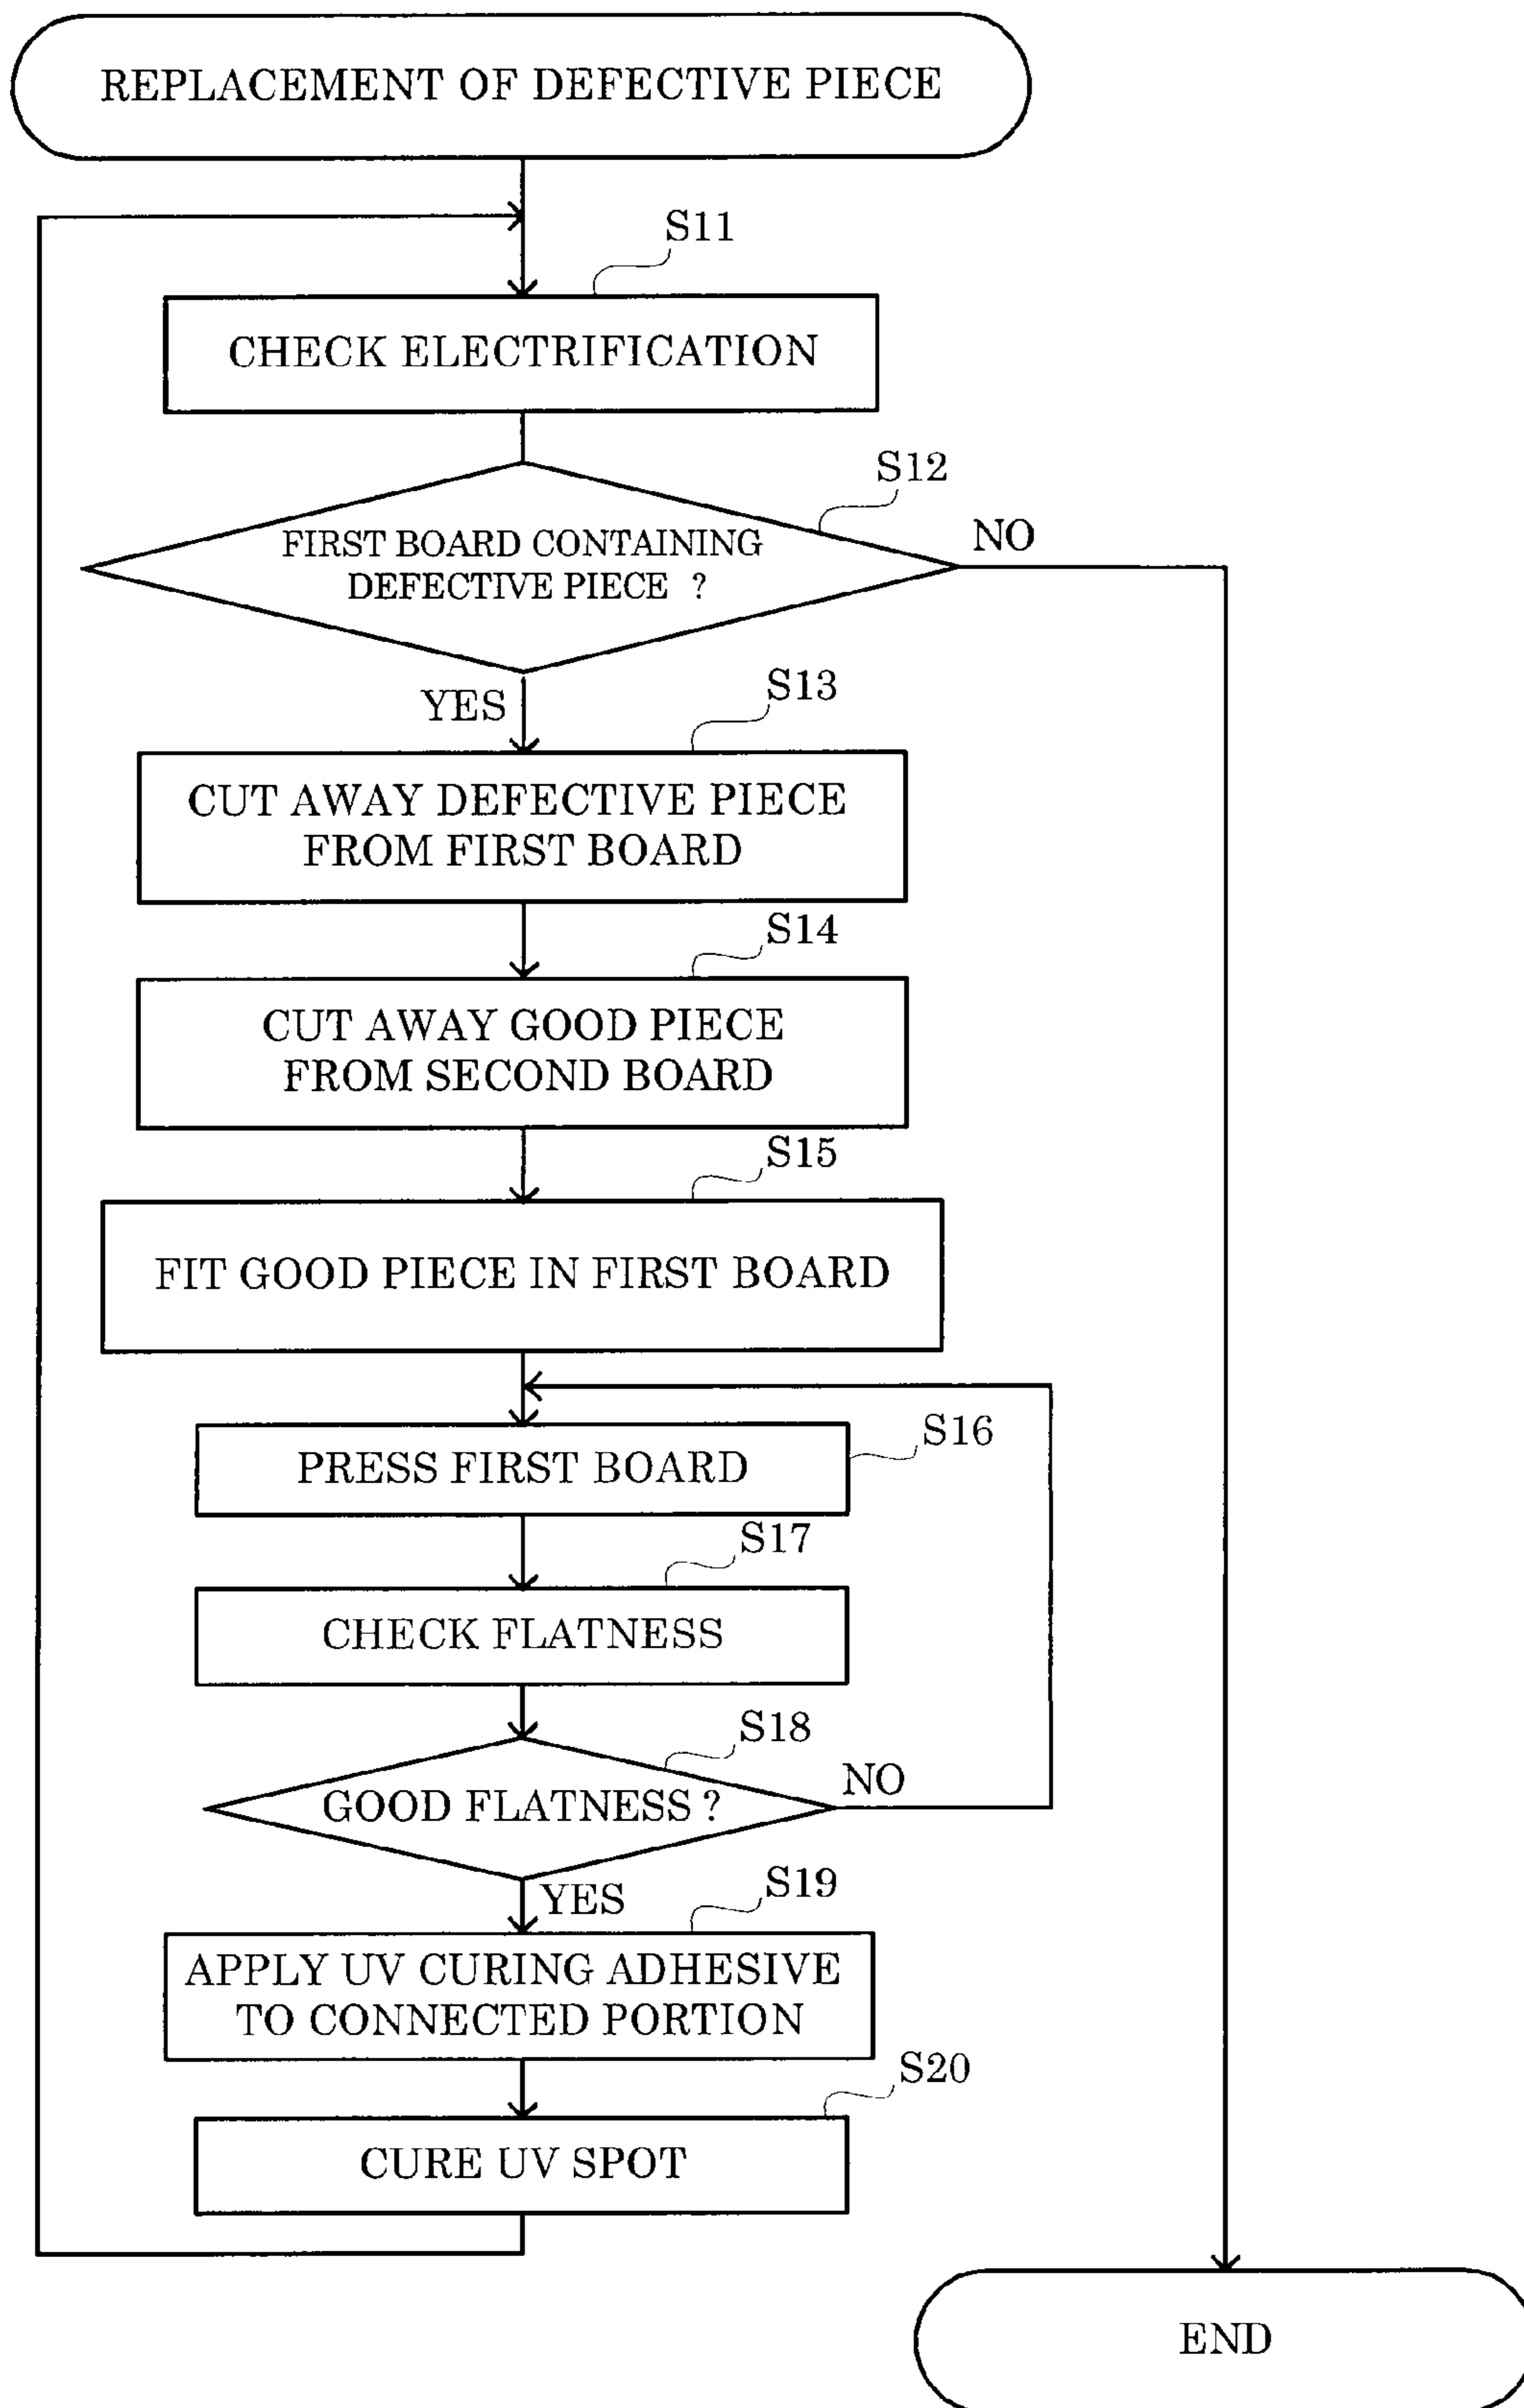 REPLACEMENT OF DEFECTIVE PIECE
S11
CHECK ELECTRIFICATION
S12
FIRST BOARD CONTAINING
DEFECTIVE PIECE ?
NO
YES
S13
CUT AWAY DEFECTIVE PIECE
FROM FIRST BOARD
S14
CUT AWAY GOOD PIECE
FROM SECOND BOARD
S15
FIT GOOD PIECE IN FIRST BOARD
S16
PRESS FIRST BOARD
S17
CHECK FLATNESS
S18
GOOD FLATNESS ?
NO
YES
S19
APPLY UV CURING ADHESIVE
TO CONNECTED PORTION
S20
CURE UV SPOT
END